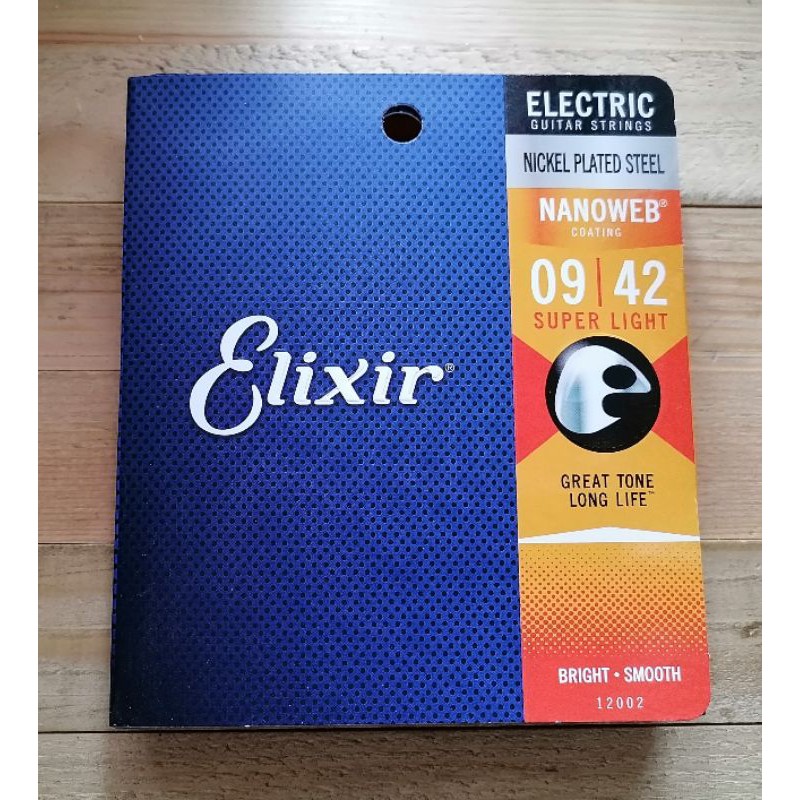 Elixir®
ELECTRIC
GUITAR STRINGS
NICKEL PLATED STEEL
NANOWEB®
COATING
09|42
SUPER LIGHT
GREAT TONE
LONG LIFE™
BRIGHT • SMOOTH
12002